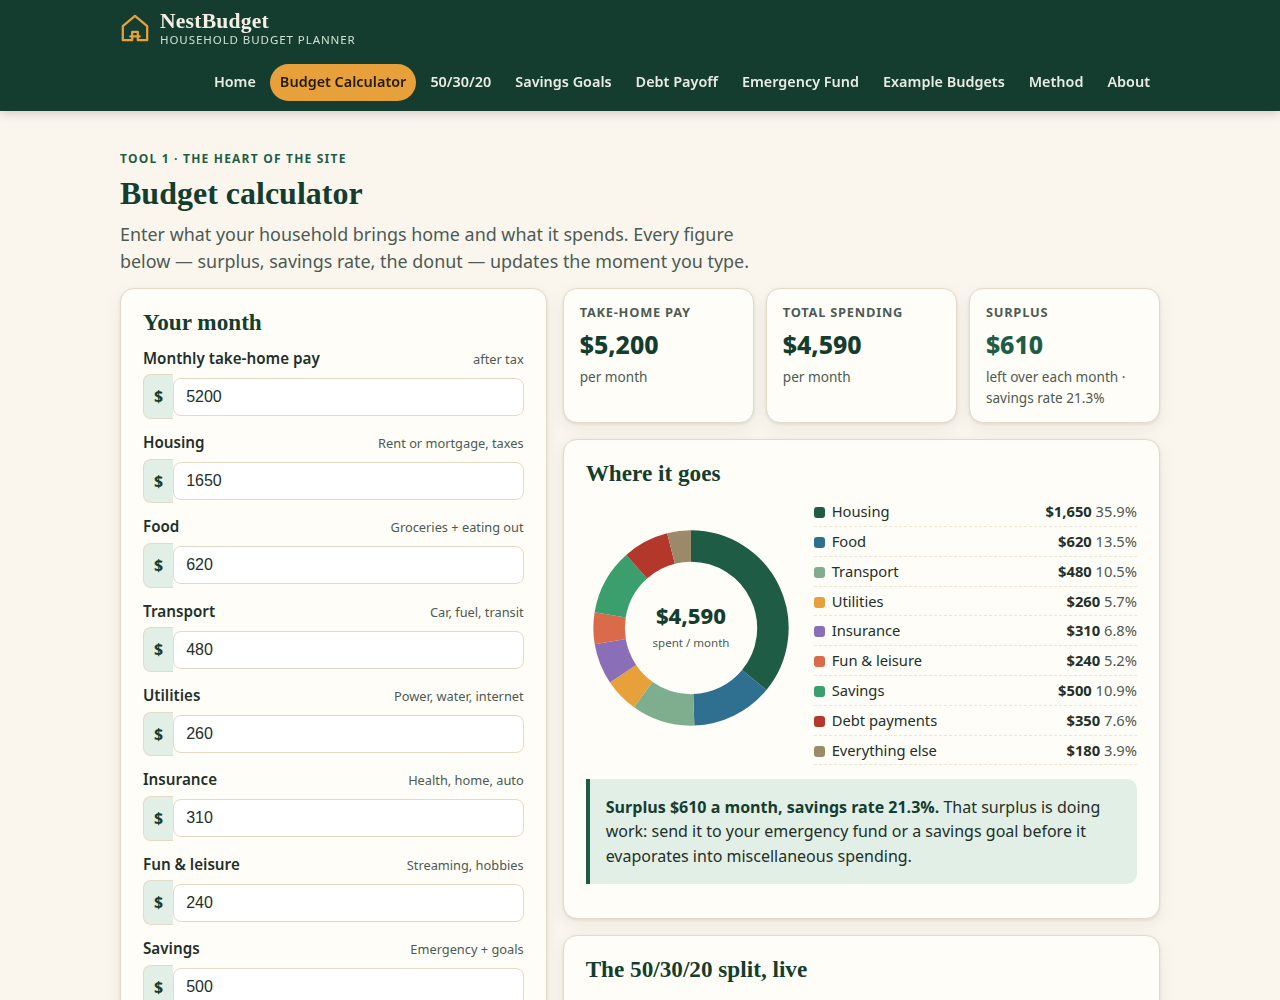 NestBudget
HOUSEHOLD BUDGET PLANNER
Home Budget Calculator 50/30/20 Savings Goals Debt Payoff Emergency Fund Example Budgets Method About
TOOL 1 · THE HEART OF THE SITE
Budget calculator
Enter what your household brings home and what it spends. Every figure
below — surplus, savings rate, the donut — updates the moment you type.
Your month
Monthly take-home pay after tax
$ 5200
Housing Rent or mortgage, taxes
$ 1650
Food Groceries + eating out
$ 620
Transport Car, fuel, transit
$ 480
Utilities Power, water, internet
$ 260
Insurance Health, home, auto
$ 310
Fun & leisure Streaming, hobbies
$ 240
Savings Emergency + goals
$ 500
TAKE-HOME PAY
$5,200
per month
TOTAL SPENDING
$4,590
per month
SURPLUS
$610
left over each month ·
savings rate 21.3%
Where it goes
$4,590
spent / month
Housing $1,650 35.9%
Food $620 13.5%
Transport $480 10.5%
Utilities $260 5.7%
Insurance $310 6.8%
Fun & leisure $240 5.2%
Savings $500 10.9%
Debt payments $350 7.6%
Everything else $180 3.9%
Surplus $610 a month, savings rate 21.3%. That surplus is doing
work: send it to your emergency fund or a savings goal before it
evaporates into miscellaneous spending.
The 50/30/20 split, live